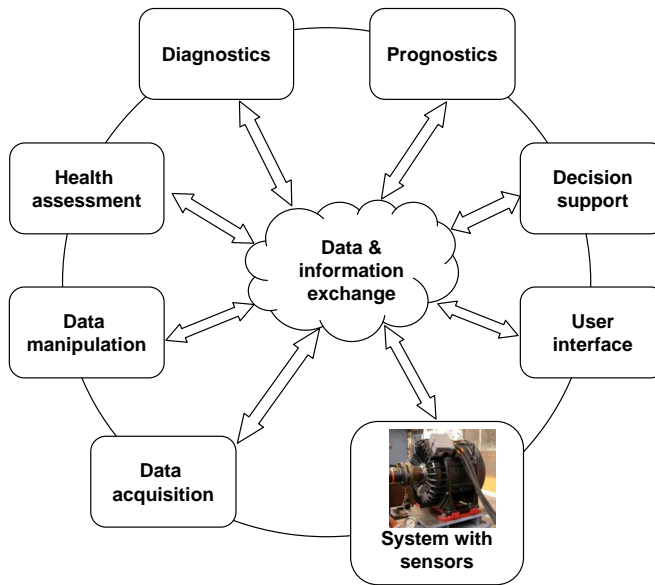 Diagnostics
Prognostics
Health
assessment
Decision
support
Data &
information
exchange
Data
manipulation
User
interface
Data
acquisition
System with
sensors